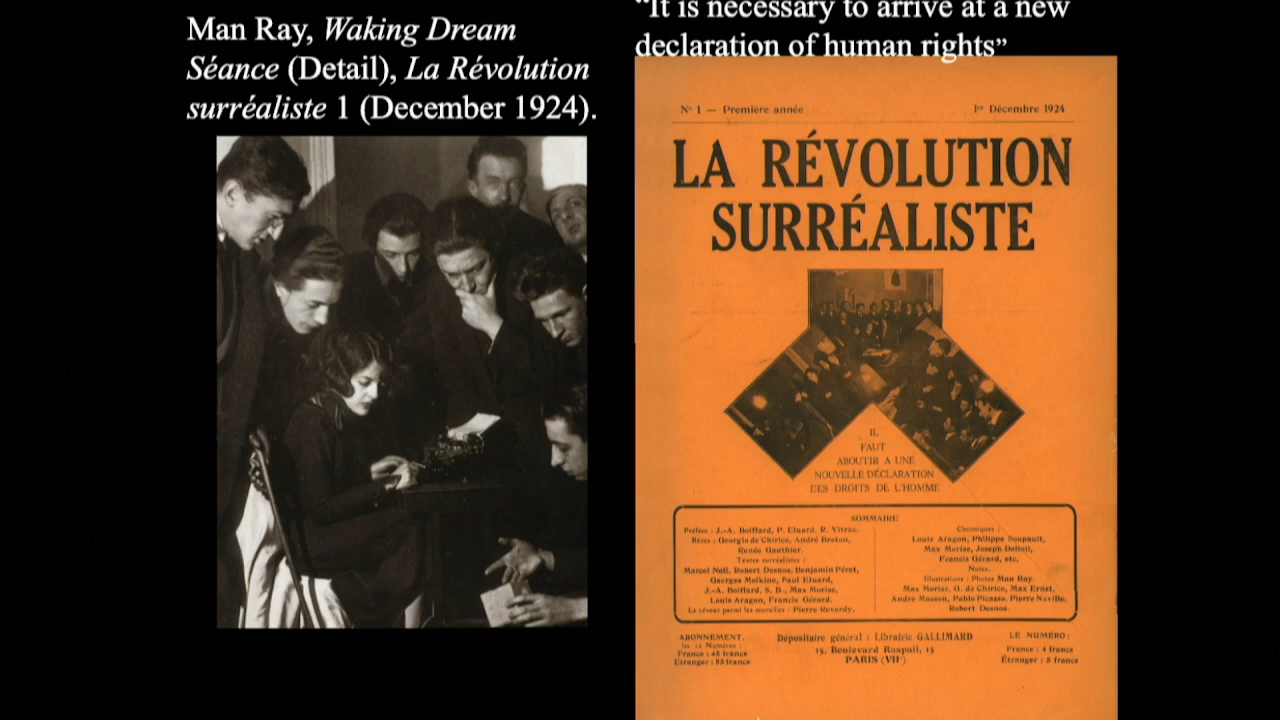 Man Ray, Waking Dream
Séance (Detail), La Révolution
surréaliste 1 (December 1924).
“It is necessary to arrive at a new
declaration of human rights”
Nº 1 — Première année
1er Décembre 1924
LA RÉVOLUTION
SURRÉALISTE
IL
FAUT
ABOUTIR A UNE
NOUVELLE DÉCLARATION
DES DROITS DE L'HOMME
SOMMAIRE
Préface : J.-A. Boiffard, P. Eluard, R. Vitrac.
Rêves : Georgio de Chirico, André Breton,
Renée Gauthier.
Textes surréalistes :
Marcel Noll, Robert Desnos, Benjamin Péret,
Georges Malkine, Paul Eluard,
J.-A. Boiffard, S. B., Max Morise,
Louis Aragon, Francis Gérard.
Le rêveur parmi les murailles : Pierre Reverdy.
Chroniques :
Louis Aragon, Philippe Soupault,
Max Morise, Joseph Delteil,
Francis Gérard, etc.
Notes.
Illustrations : Photos Man Ray.
Max Morise, G. de Chirico, Max Ernst,
André Masson, Pablo Picasso, Pierre Naville,
Robert Desnos.
ABONNEMENT,
les 12 Numéros :
France : 45 francs
Étranger : 55 francs
Dépositaire général : Librairie GALLIMARD
15, Boulevard Raspail, 15
PARIS (VII)
LE NUMÉRO :
France : 4 francs
Étranger : 5 francs